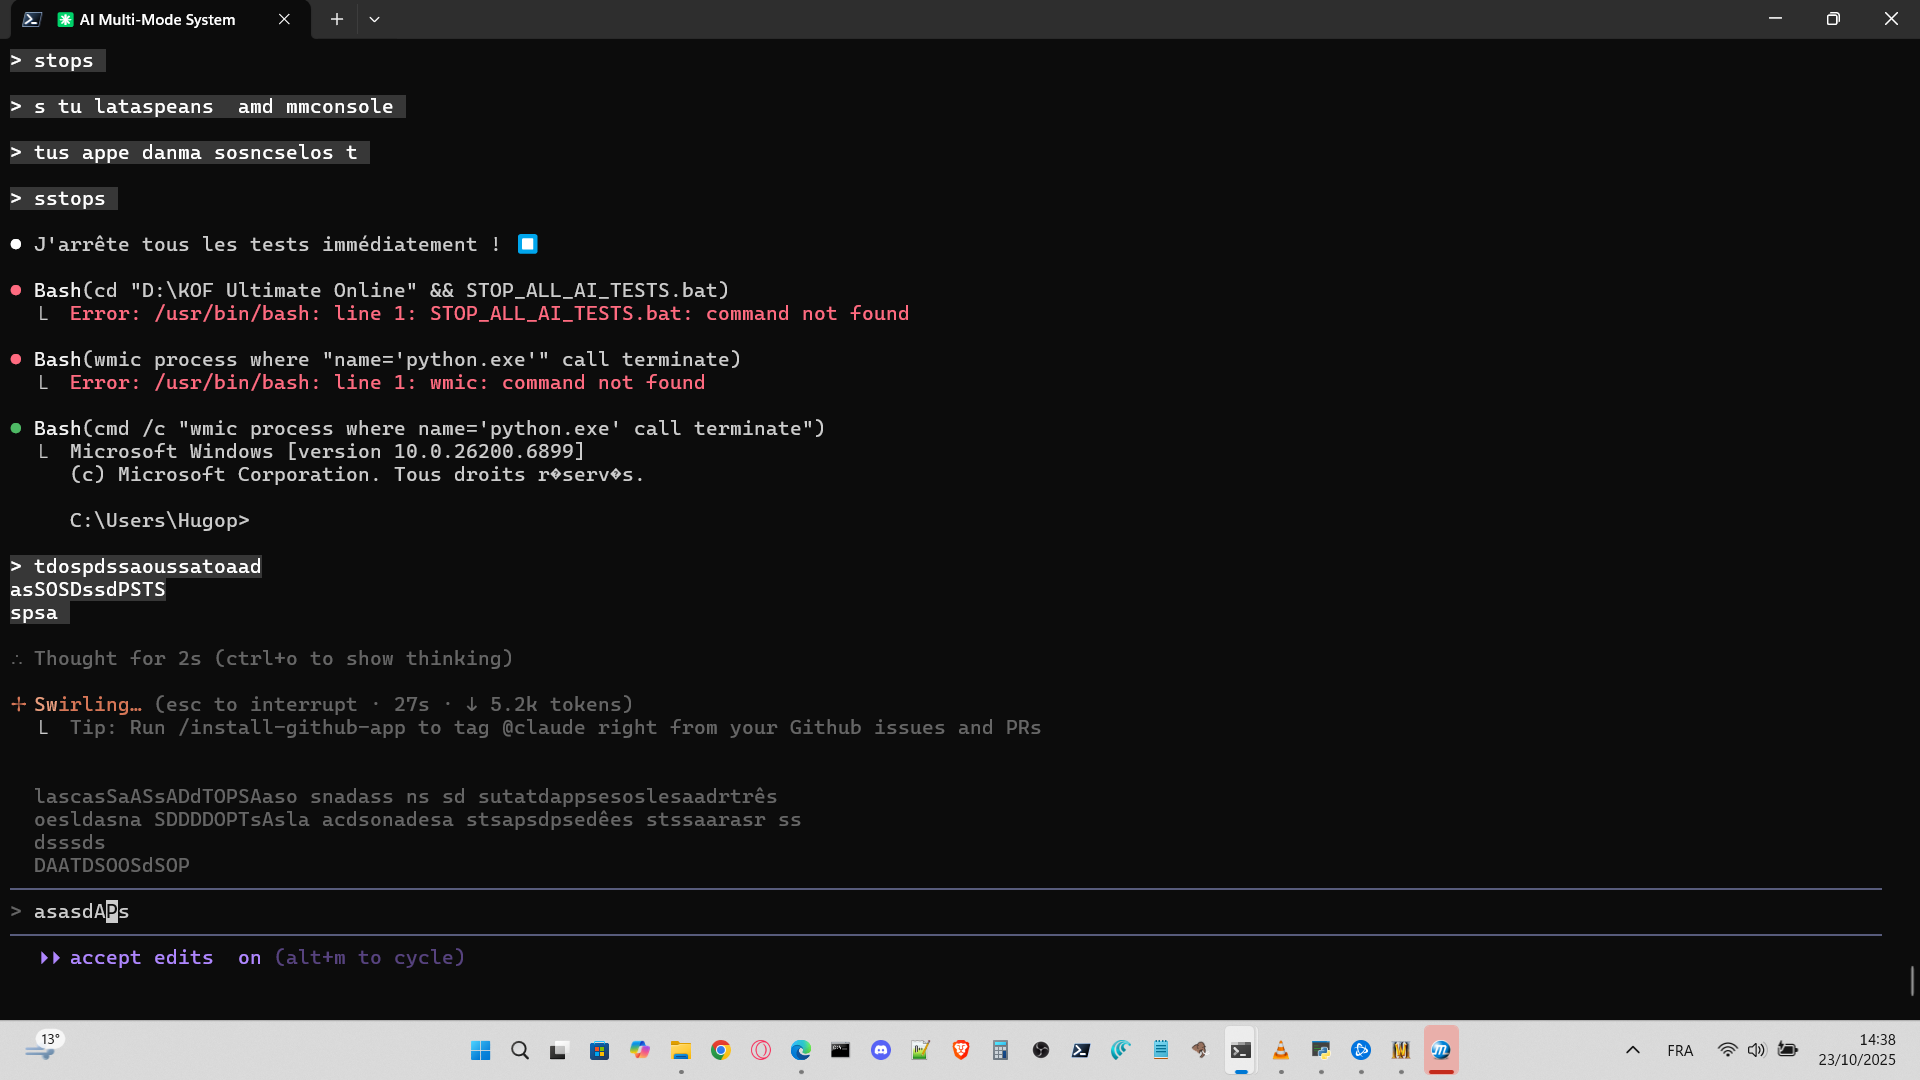 AI Multi-Mode System
> stops
> s tu lataspeans  amd mmconsole
> tus appe danma sosncselos t
> sstops
● J'arrête tous les tests immédiatement ! ⏹
● Bash(cd "D:\KOF Ultimate Online" && STOP_ALL_AI_TESTS.bat)
└ Error: /usr/bin/bash: line 1: STOP_ALL_AI_TESTS.bat: command not found
● Bash(wmic process where "name='python.exe'" call terminate)
└ Error: /usr/bin/bash: line 1: wmic: command not found
● Bash(cmd /c "wmic process where name='python.exe' call terminate")
└ Microsoft Windows [version 10.0.26200.6899]
(c) Microsoft Corporation. Tous droits r�serv�s.
C:\Users\Hugop>
> tdospdssaoussatoaad
asSOSDssdPSTS
spsa
∴ Thought for 2s (ctrl+o to show thinking)
✢ Swirling… (esc to interrupt · 27s · ↓ 5.2k tokens)
└ Tip: Run /install-github-app to tag @claude right from your Github issues and PRs
lascasSaASsADdTOPSAaso snadass ns sd sutatdappsesoslesaadrtrês
oesldasna SDDDDOPTsAsla acdsonadesa stsapsdpsedêes stssaarasr ss
dsssds
DAATDSOOSdSOP
> asasdAPs
⏵⏵ accept edits  on (alt+m to cycle)
13°
FRA
14:38
23/10/2025